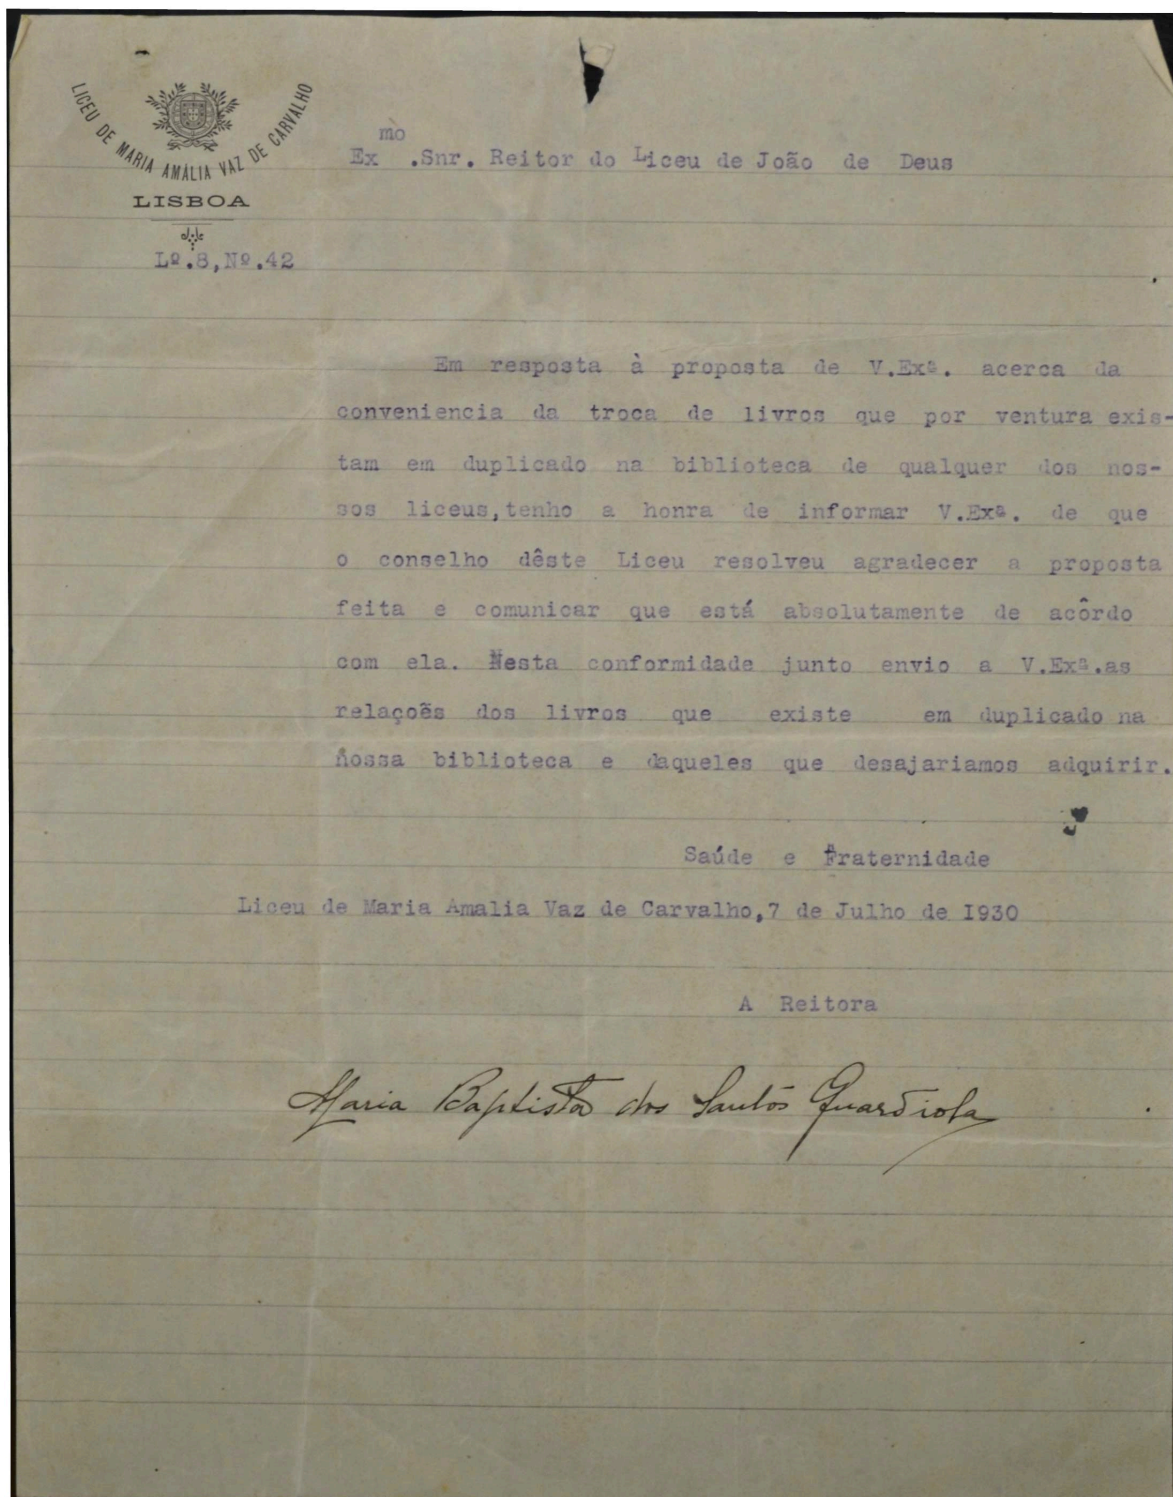 LICEU DE MARIA AMÁLIA VAZ DE CARVALHO
LISBOA
Lº.8,Nº.42
Exmo.Snr. Reitor do Liceu de João de Deus
Em resposta à proposta de V.Exª. acerca da
conveniencia da troca de livros que por ventura exis-
tam em duplicado na biblioteca de qualquer dos nos-
sos liceus,tenho a honra de informar V.Exª. de que
o conselho dêste Liceu resolveu agradecer a proposta
feita e comunicar que está absolutamente de acôrdo
com ela. Nesta conformidade junto envio a V.Exª.as
relaçoẽs dos livros que existe em duplicado na
nossa biblioteca e daqueles que desajariamos adquirir.
Saúde e Fraternidade
Liceu de Maria Amalia Vaz de Carvalho,7 de Julho de I930
A Reitora
Maria Baptista dos Santos Guardiola